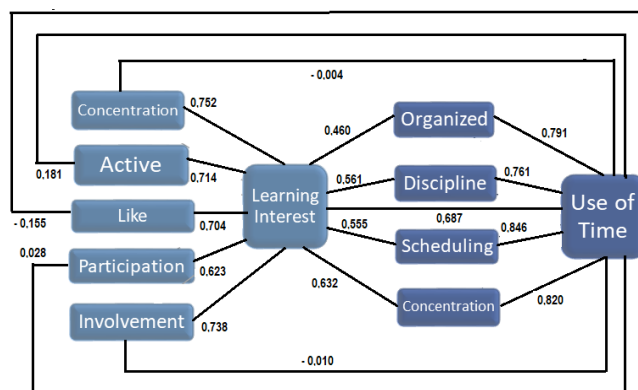 - 0,004
Concentration
0,752
Organized
0,460
0,791
Active
0,181
0,714
Learning
Interest
0,561
Discipline
0,761
Use of
Time
Like
- 0,155
0,704
0,687
0,555
Scheduling
0,846
0,028
Participation
0,623
0,632
Concentration
0,820
Involvement
0,738
- 0,010